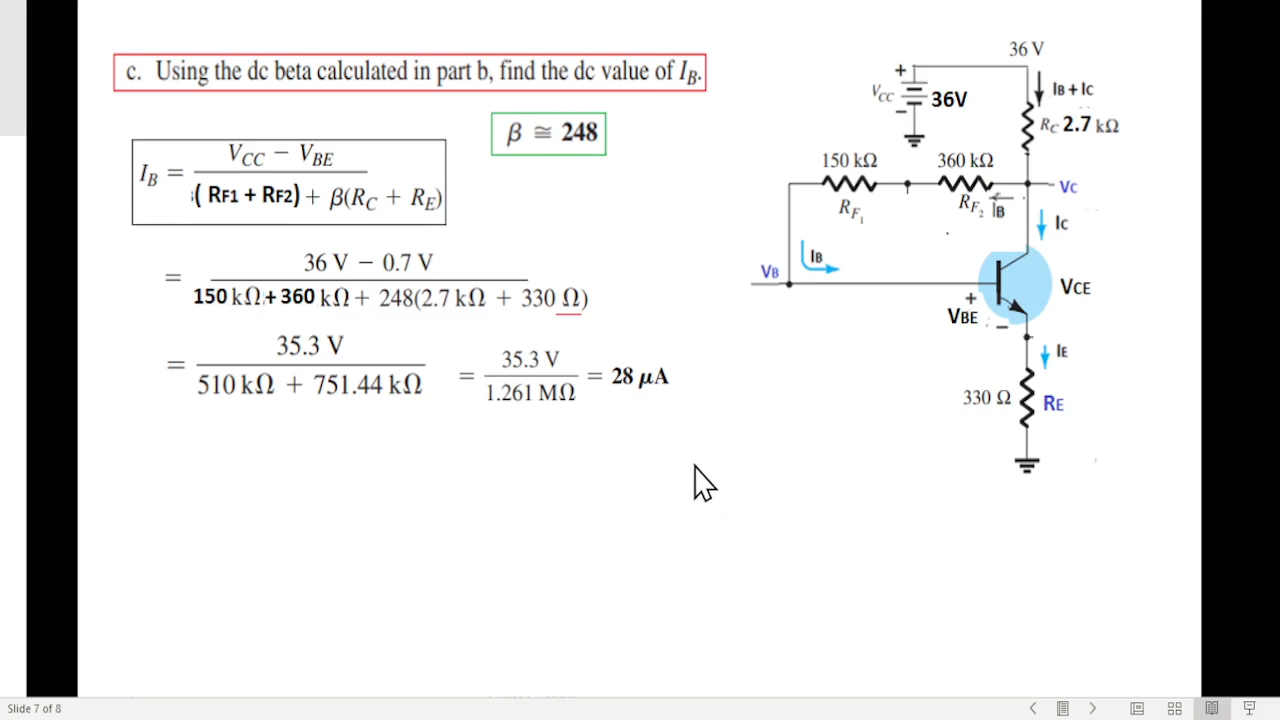 c. Using the dc beta calculated in part b, find the dc value of I_B.
β ≅ 248
I_B = V_CC − V_BE / ( RF1 + RF2) + β(R_C + R_E)
= 36 V − 0.7 V / 150 kΩ + 360 kΩ + 248(2.7 kΩ + 330 Ω)
= 35.3 V / 510 kΩ + 751.44 kΩ = 35.3 V / 1.261 MΩ = 28 μA
36 V
+
V_CC 36V
−
IB + IC
R_C 2.7 kΩ
150 kΩ 360 kΩ
R_F1 R_F2 IB
VC
IC
IB
VB
VCE
+
VBE
−
IE
330 Ω RE
Slide 7 of 8